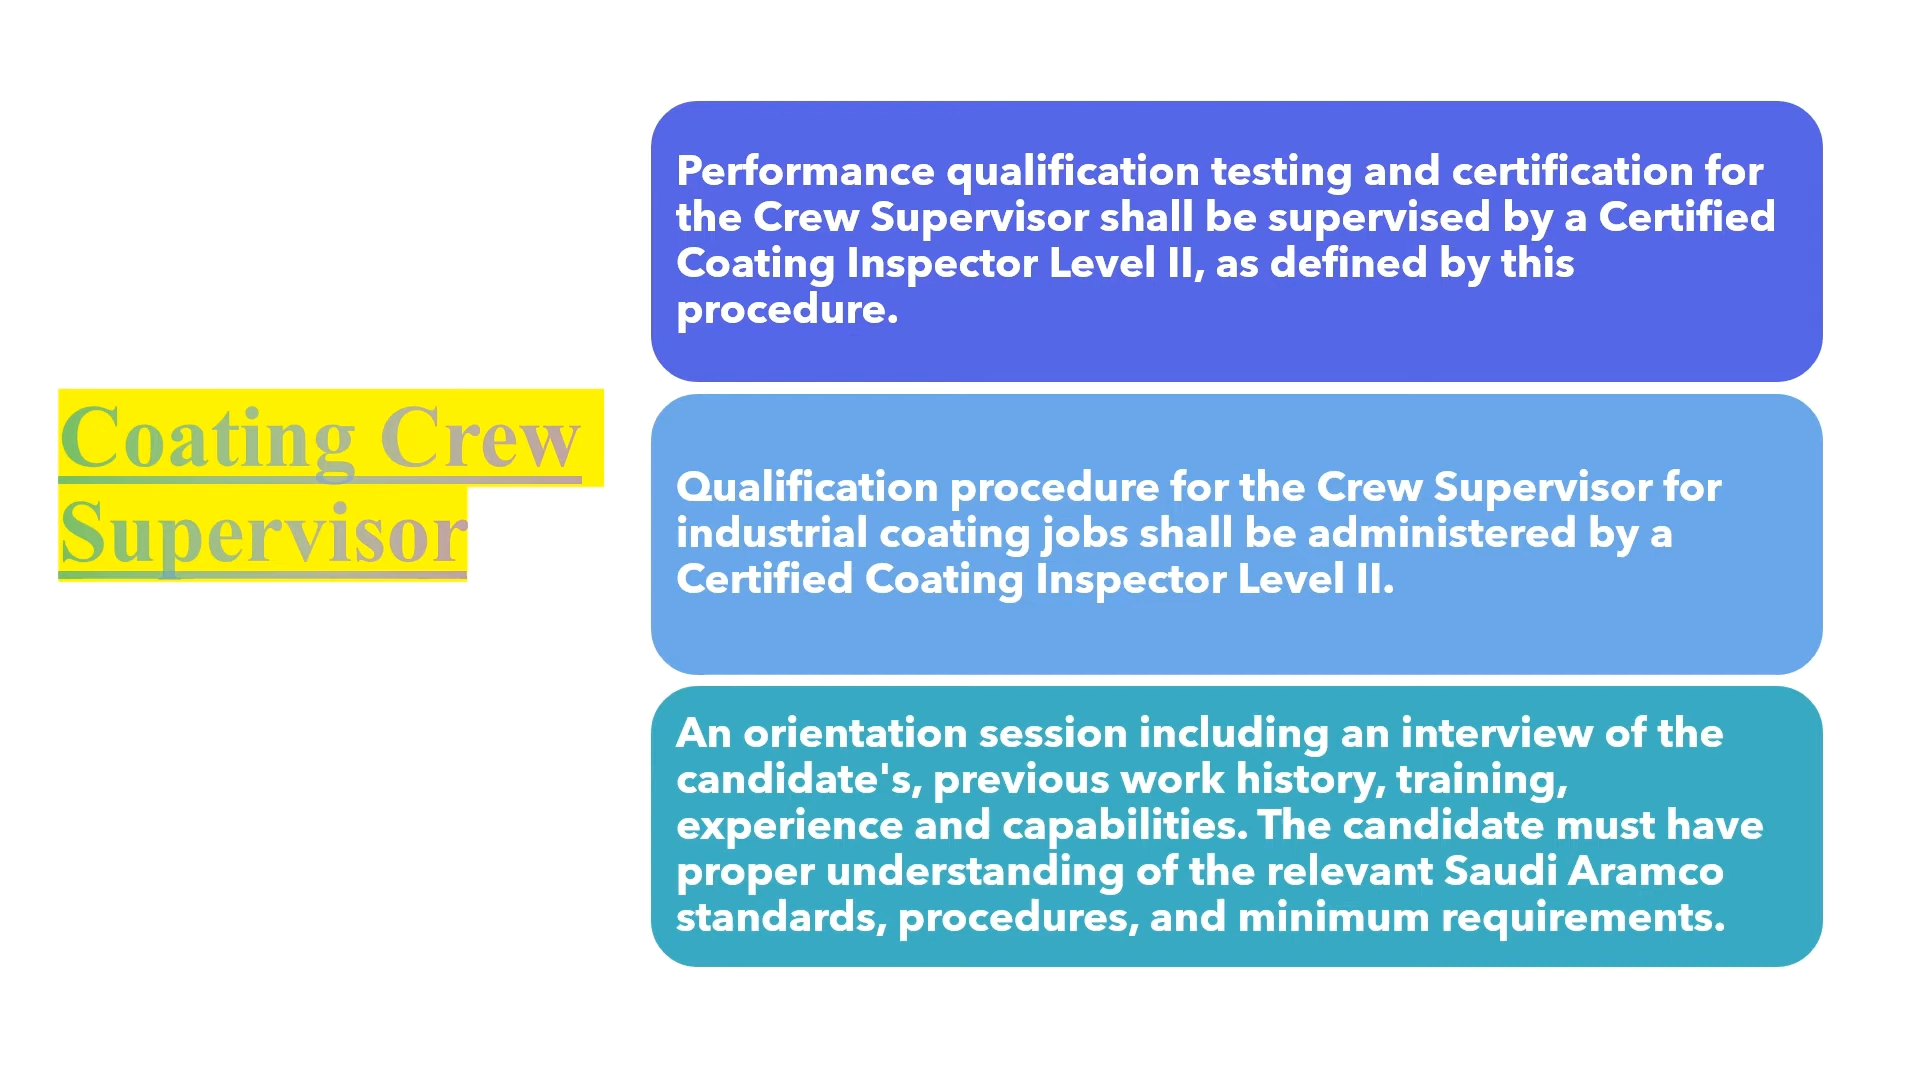 Coating Crew
Supervisor
Performance qualification testing and certification for
the Crew Supervisor shall be supervised by a Certified
Coating Inspector Level II, as defined by this
procedure.
Qualification procedure for the Crew Supervisor for
industrial coating jobs shall be administered by a
Certified Coating Inspector Level II.
An orientation session including an interview of the
candidate's, previous work history, training,
experience and capabilities. The candidate must have
proper understanding of the relevant Saudi Aramco
standards, procedures, and minimum requirements.